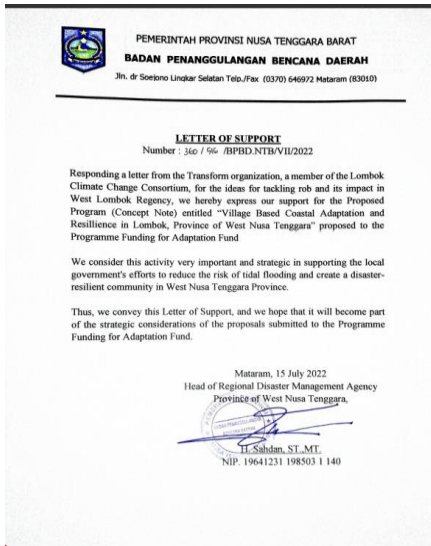 PEMERINTAH PROVINSI NUSA TENGGARA BARAT
BADAN PENANGGULANGAN BENCANA DAERAH
Jln. dr Soejono Lingkar Selatan Telp./Fax (0370) 646972 Mataram (83010)
LETTER OF SUPPORT
Number : 360 / /BPBD.NTB/VII/2022
Responding a letter from the Transform organization, a member of the Lombok
Climate Change Consortium, for the ideas for tackling rob and its impact in
West Lombok Regency, we hereby express our support for the Proposed
Program (Concept Note) entitled “Village Based Coastal Adaptation and
Resillience in Lombok, Province of West Nusa Tenggara” proposed to the
Programme Funding for Adaptation Fund
We consider this activity very important and strategic in supporting the local
government's efforts to reduce the risk of tidal flooding and create a disaster-
resilient community in West Nusa Tenggara Province.
Thus, we convey this Letter of Support, and we hope that it will become part
of the strategic considerations of the proposals submitted to the Programme
Funding for Adaptation Fund.
Mataram, 15 July 2022
Head of Regional Disaster Management Agency
Province of West Nusa Tenggara,
H. Sahdan, ST.,MT.
NIP. 19641231 198503 1 140